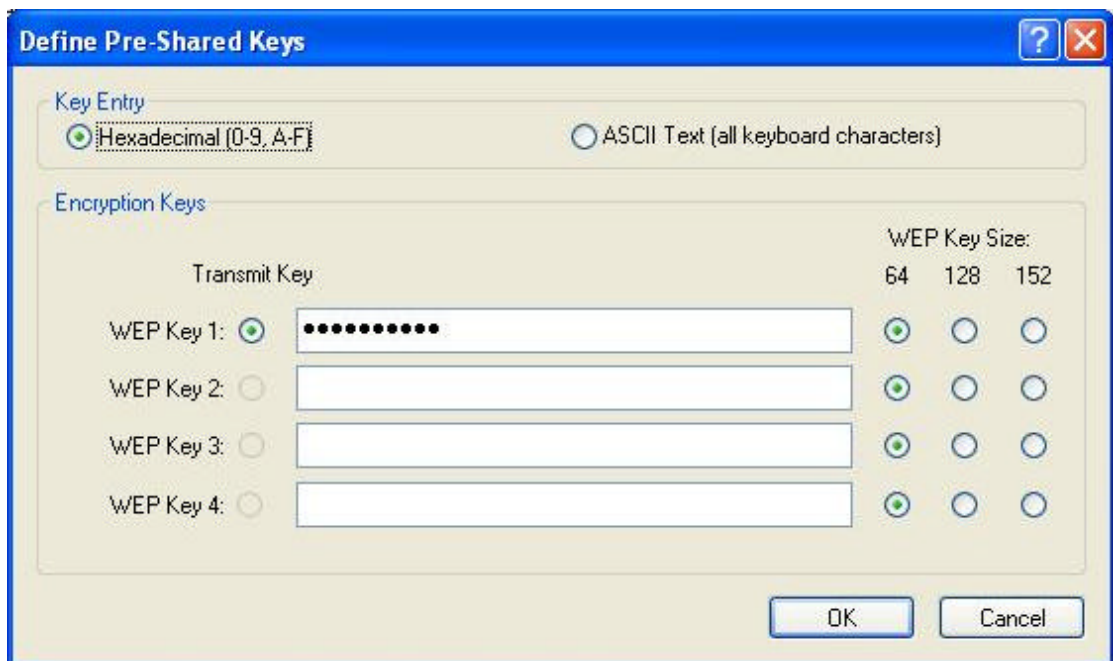 Define Pre-Shared Keys
Key Entry
Hexadecimal (0-9, A-F)
ASCII Text (all keyboard characters)
Encryption Keys
WEP Key Size:
Transmit Key
64 128 152
WEP Key 1: ••••••••••
WEP Key 2:
WEP Key 3:
WEP Key 4:
OK Cancel